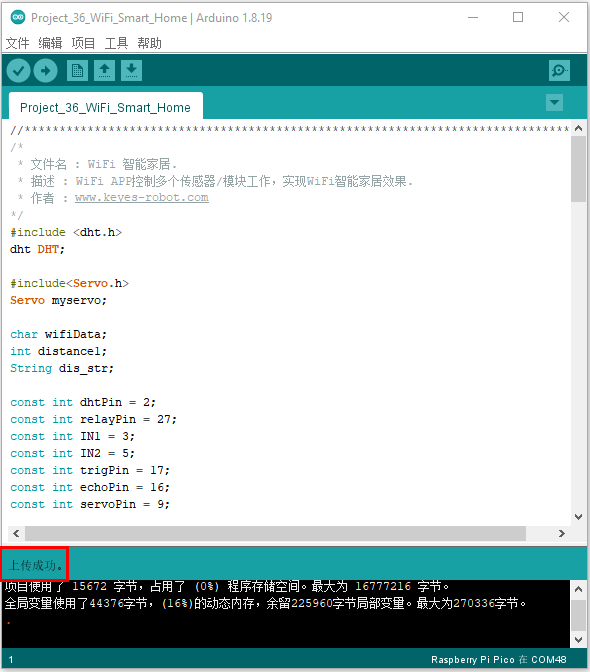 Project_36_WiFi_Smart_Home | Arduino 1.8.19
文件 编辑 项目 工具 帮助
Project_36_WiFi_Smart_Home
//******************************************************************************
/*
 * 文件名 : WiFi 智能家居.
 * 描述 : WiFi APP控制多个传感器/模块工作，实现WiFi智能家居效果.
 * 作者 : www.keyes-robot.com
*/
#include <dht.h>
dht DHT;
#include<Servo.h>
Servo myservo;
char wifiData;
int distance1;
String dis_str;
const int dhtPin = 2;
const int relayPin = 27;
const int IN1 = 3;
const int IN2 = 5;
const int trigPin = 17;
const int echoPin = 16;
const int servoPin = 9;
上传成功。
项目使用了 15672 字节，占用了 (0%) 程序存储空间。最大为 16777216 字节。
全局变量使用了44376字节，(16%)的动态内存，余留225960字节局部变量。最大为270336字节。
.
1
Raspberry Pi Pico 在 COM48